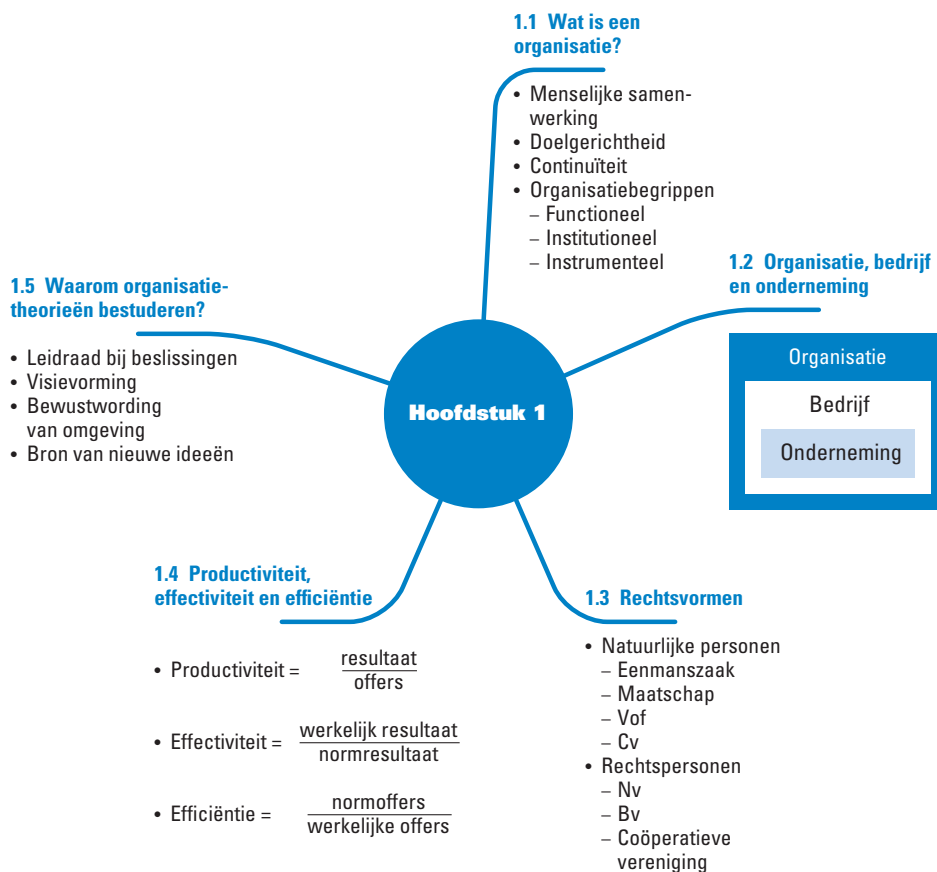 1.1 Wat is een
organisatie?
• Menselijke samen-
werking
• Doelgerichtheid
• Continuïteit
• Organisatiebegrippen
– Functioneel
– Institutioneel
– Instrumenteel
1.2 Organisatie, bedrijf
en onderneming
Organisatie
Bedrijf
Onderneming
1.5 Waarom organisatie-
theorieën bestuderen?
• Leidraad bij beslissingen
• Visievorming
• Bewustwording
van omgeving
• Bron van nieuwe ideeën
Hoofdstuk 1
1.4 Productiviteit,
effectiviteit en efficiëntie
• Productiviteit = resultaat
offers
• Effectiviteit = werkelijk resultaat
normresultaat
• Efficiëntie = normoffers
werkelijke offers
1.3 Rechtsvormen
• Natuurlijke personen
– Eenmanszaak
– Maatschap
– Vof
– Cv
• Rechtspersonen
– Nv
– Bv
– Coöperatieve
vereniging